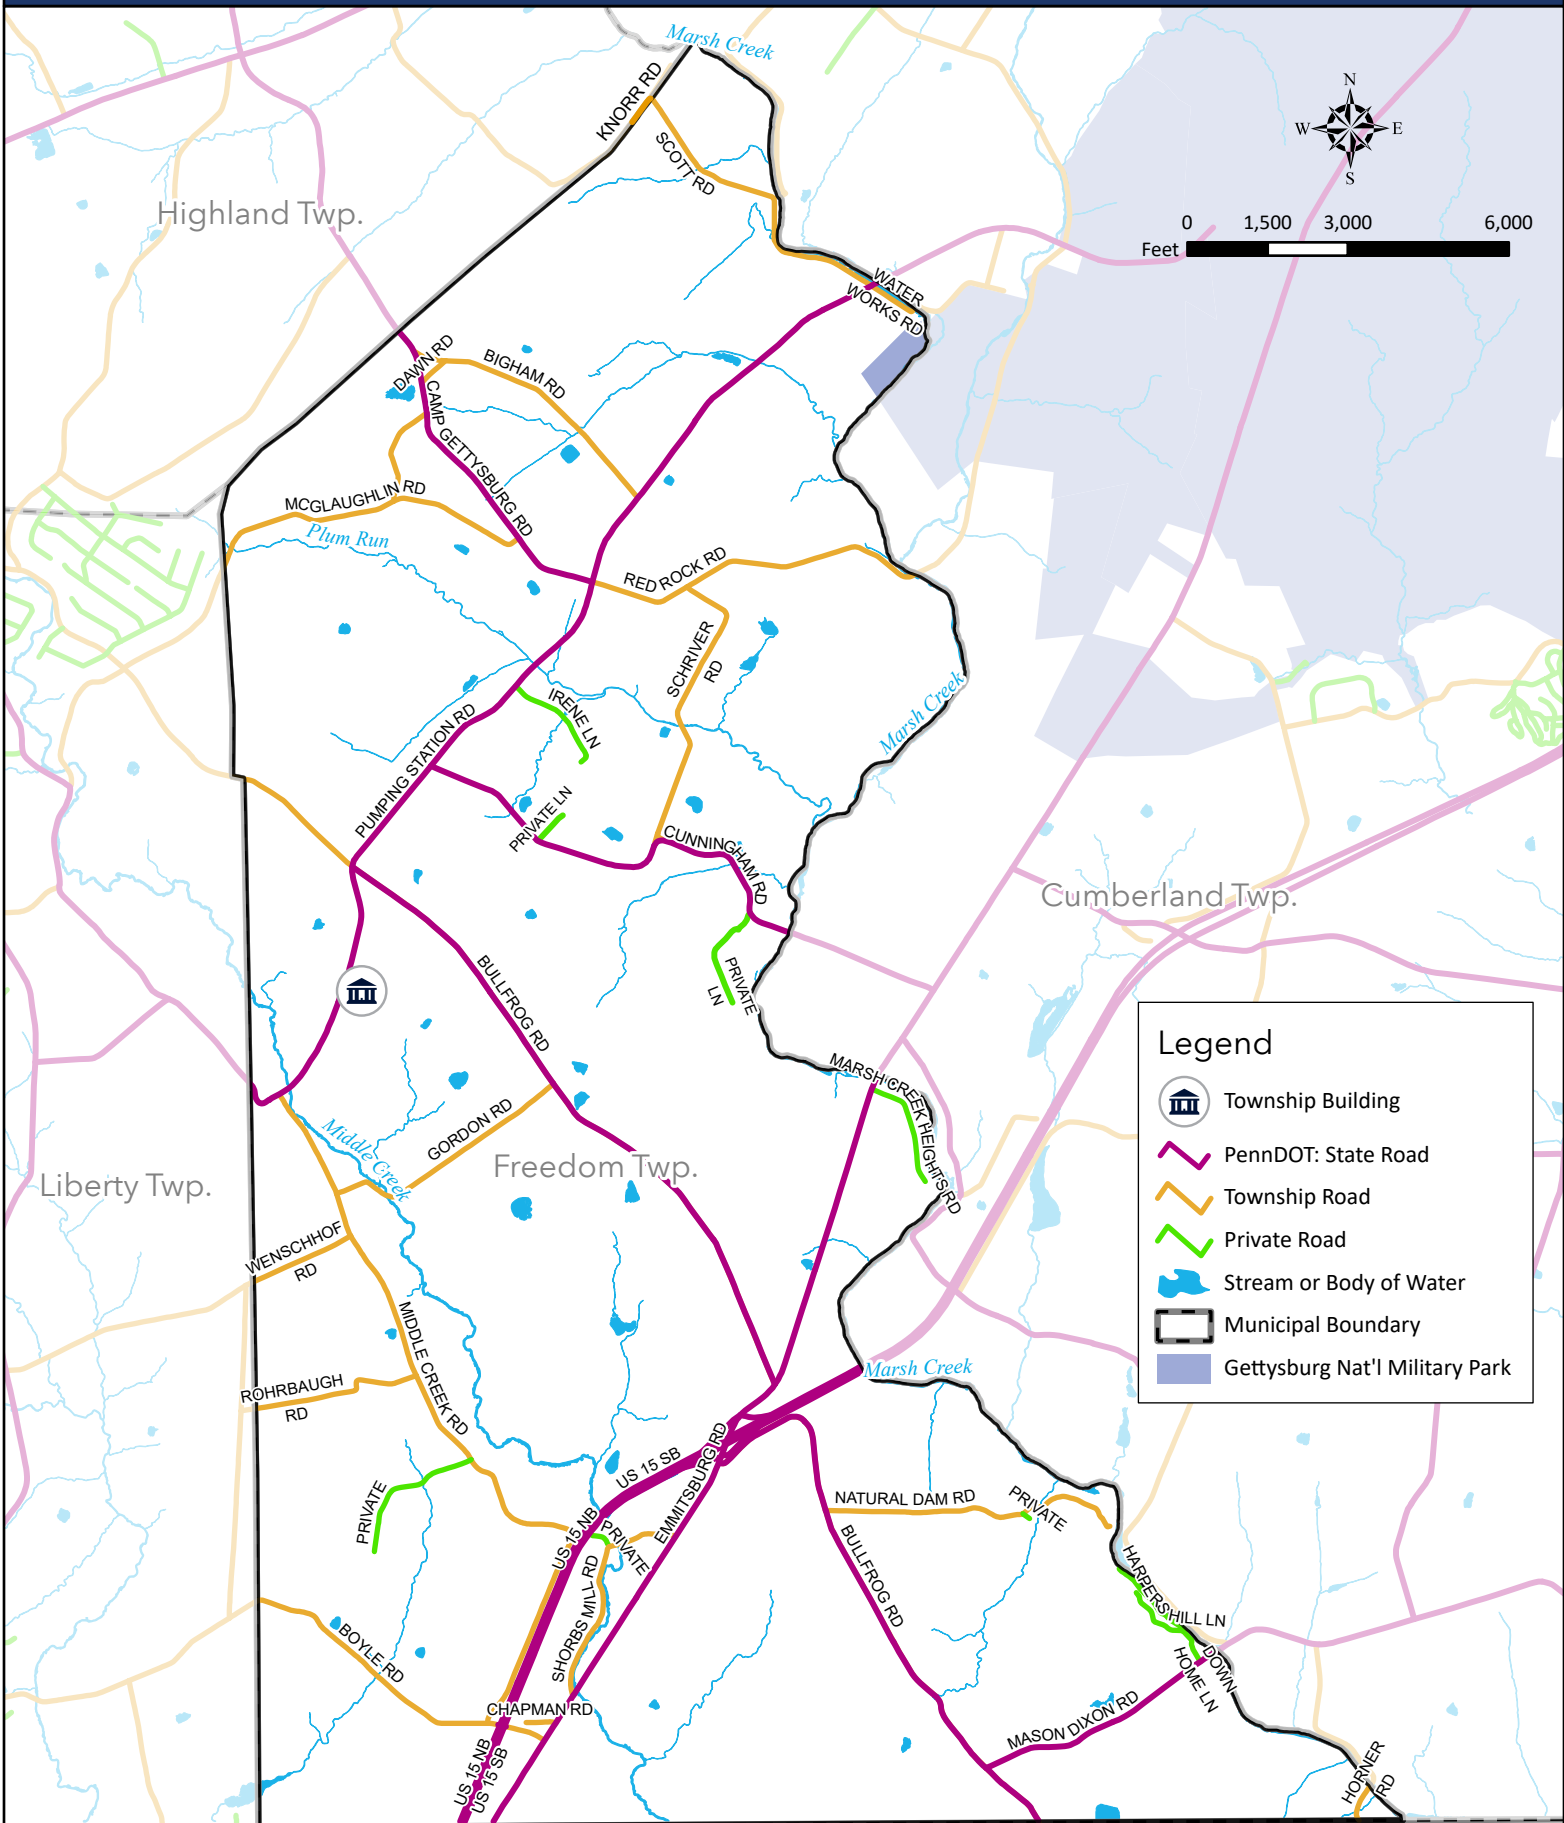 Marsh Creek
KNORR RD
SCOTT RD
N
W
E
S
Highland Twp.
0
1,500
3,000
6,000
Feet
WATER
WORKS RD
DAWN RD
BIGHAM RD
CAMP GETTYSBURG RD
MCGLAUGHLIN RD
Plum Run
RED ROCK RD
SCHRIVER
RD
IRENE LN
Marsh Creek
PUMPING STATION RD
PRIVATE LN
CUNNINGHAM RD
Cumberland Twp.
BULLFROG RD
PRIVATE
LN
MARSH CREEK HEIGHTS RD
GORDON RD
Middle Creek
Freedom Twp.
Liberty Twp.
WENSCHHOF
RD
MIDDLE CREEK RD
ROHRBAUGH
RD
Legend
Township Building
PennDOT: State Road
Township Road
Private Road
Stream or Body of Water
Municipal Boundary
Gettysburg Nat'l Military Park
Marsh Creek
US 15 SB
EMMITSBURG RD
PRIVATE
US 15 NB
PRIVATE
NATURAL DAM RD
PRIVATE
BULLFROG RD
SHORBS MILL RD
HARPERS HILL LN
BOYLE RD
DOWN
HOME LN
CHAPMAN RD
MASON DIXON RD
US 15 NB
US 15 SB
HORNER
RD